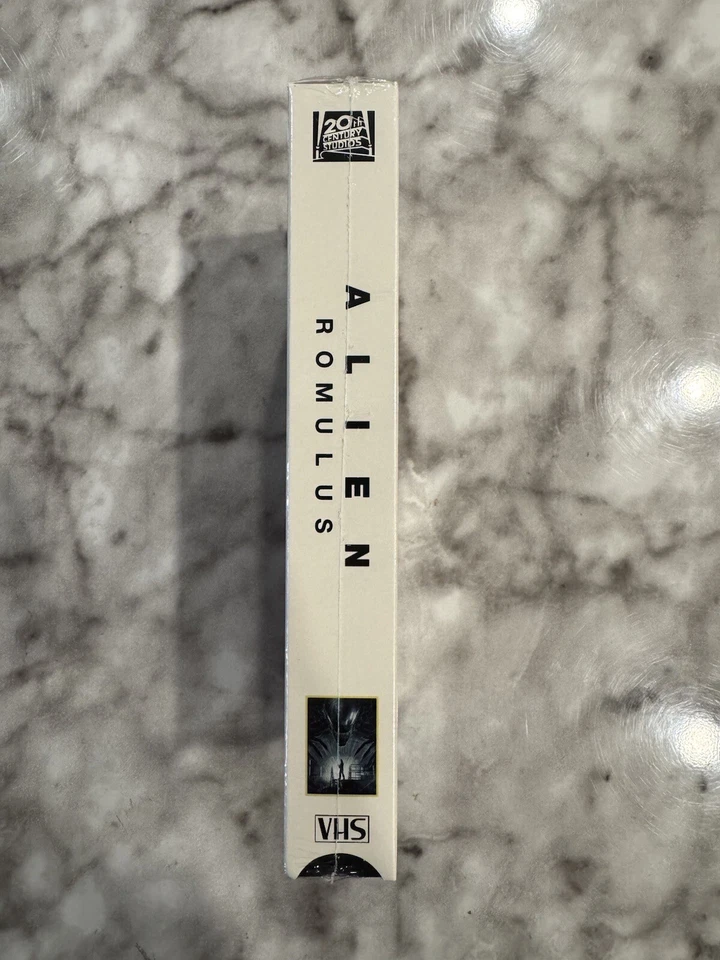 20th
CENTURY
STUDIOS
ALIEN
ROMULUS
VHS